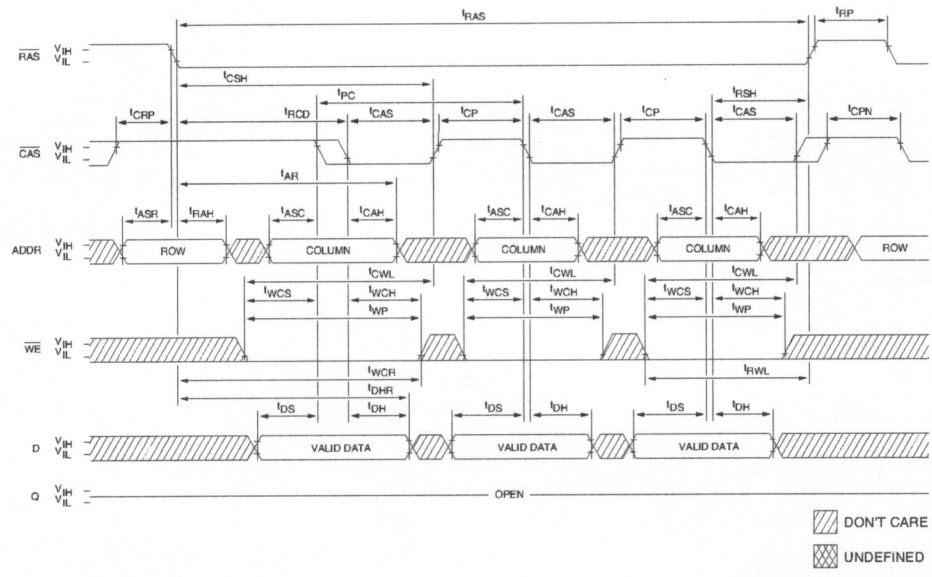 tRAS
tRP
RAS VIH
VIL
tCSH
tPC
tRSH
tCRP
tRCD
tCAS
tCP
tCAS
tCP
tCAS
tCPN
CAS VIH
VIL
tAR
tASR
tRAH
tASC
tCAH
tASC
tCAH
tASC
tCAH
ADDR VIH
VIL
ROW
COLUMN
COLUMN
COLUMN
ROW
tCWL
tCWL
tCWL
tWCS
tWCH
tWCS
tWCH
tWCS
tWCH
tWP
tWP
tWP
WE VIH
VIL
tWCR
tRWL
tDHR
tDS
tDH
tDS
tDH
tDS
tDH
D VIH
VIL
VALID DATA
VALID DATA
VALID DATA
Q VIH
VIL
OPEN
DON'T CARE
UNDEFINED